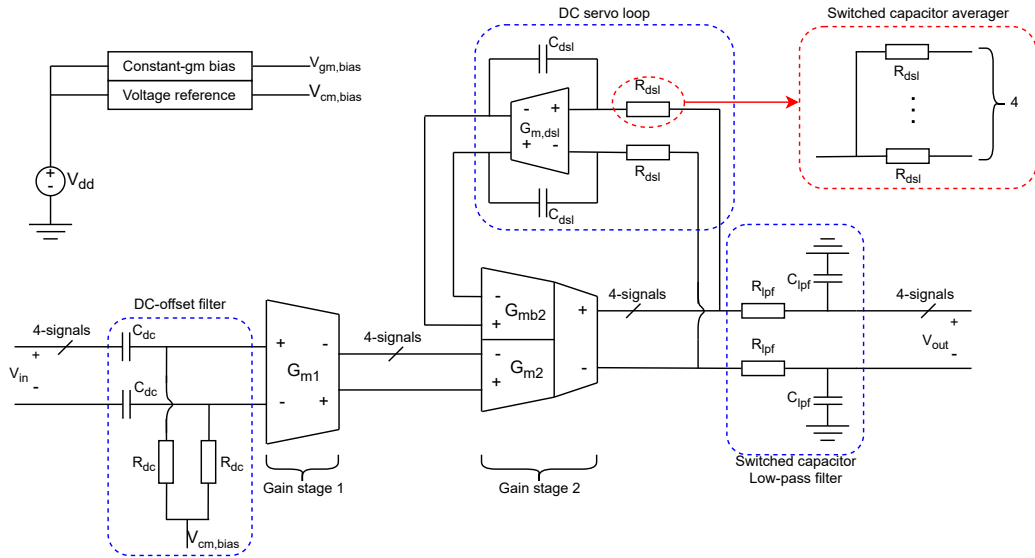 DC servo loop
Switched capacitor averager
C_dsl
Constant-gm bias
V_gm,bias
Voltage reference
V_cm,bias
R_dsl
R_dsl
- +
G_m,dsl
+ -
4
+
-
V_dd
R_dsl
R_dsl
C_dsl
DC-offset filter
R_lpf
C_lpf
-
G_mb2
+
4-signals
4-signals
4-signals
C_dc
4-signals
+
+
V_in
-
+ -
G_m1
- +
-
G_m2
+
-
R_lpf
+
V_out
-
C_dc
C_lpf
R_dc
R_dc
Gain stage 1
Gain stage 2
Switched capacitor
Low-pass filter
V_cm,bias